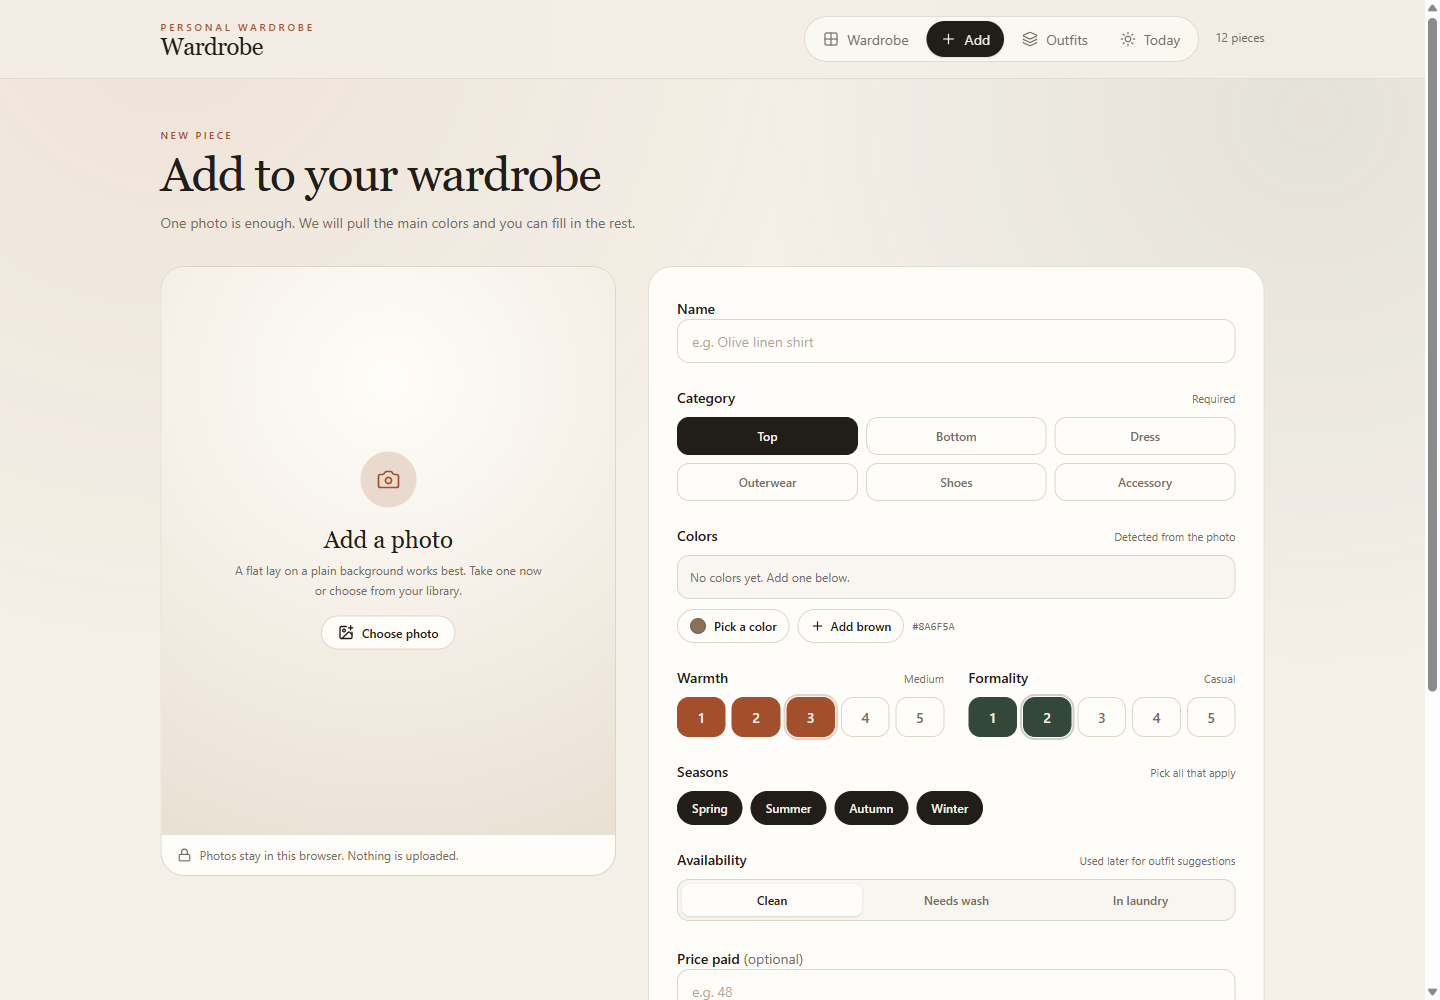 PERSONAL WARDROBE
Wardrobe
Wardrobe
Add
Outfits
Today
12 pieces
NEW PIECE
Add to your wardrobe
One photo is enough. We will pull the main colors and you can fill in the rest.
Add a photo
A flat lay on a plain background works best. Take one now
or choose from your library.
Choose photo
Photos stay in this browser. Nothing is uploaded.
Name
e.g. Olive linen shirt
Category Required
Top Bottom Dress
Outerwear Shoes Accessory
Colors Detected from the photo
No colors yet. Add one below.
Pick a color Add brown #8A6F5A
Warmth Medium Formality Casual
1 2 3 4 5 1 2 3 4 5
Seasons Pick all that apply
Spring Summer Autumn Winter
Availability Used later for outfit suggestions
Clean Needs wash In laundry
Price paid (optional)
e.g. 48